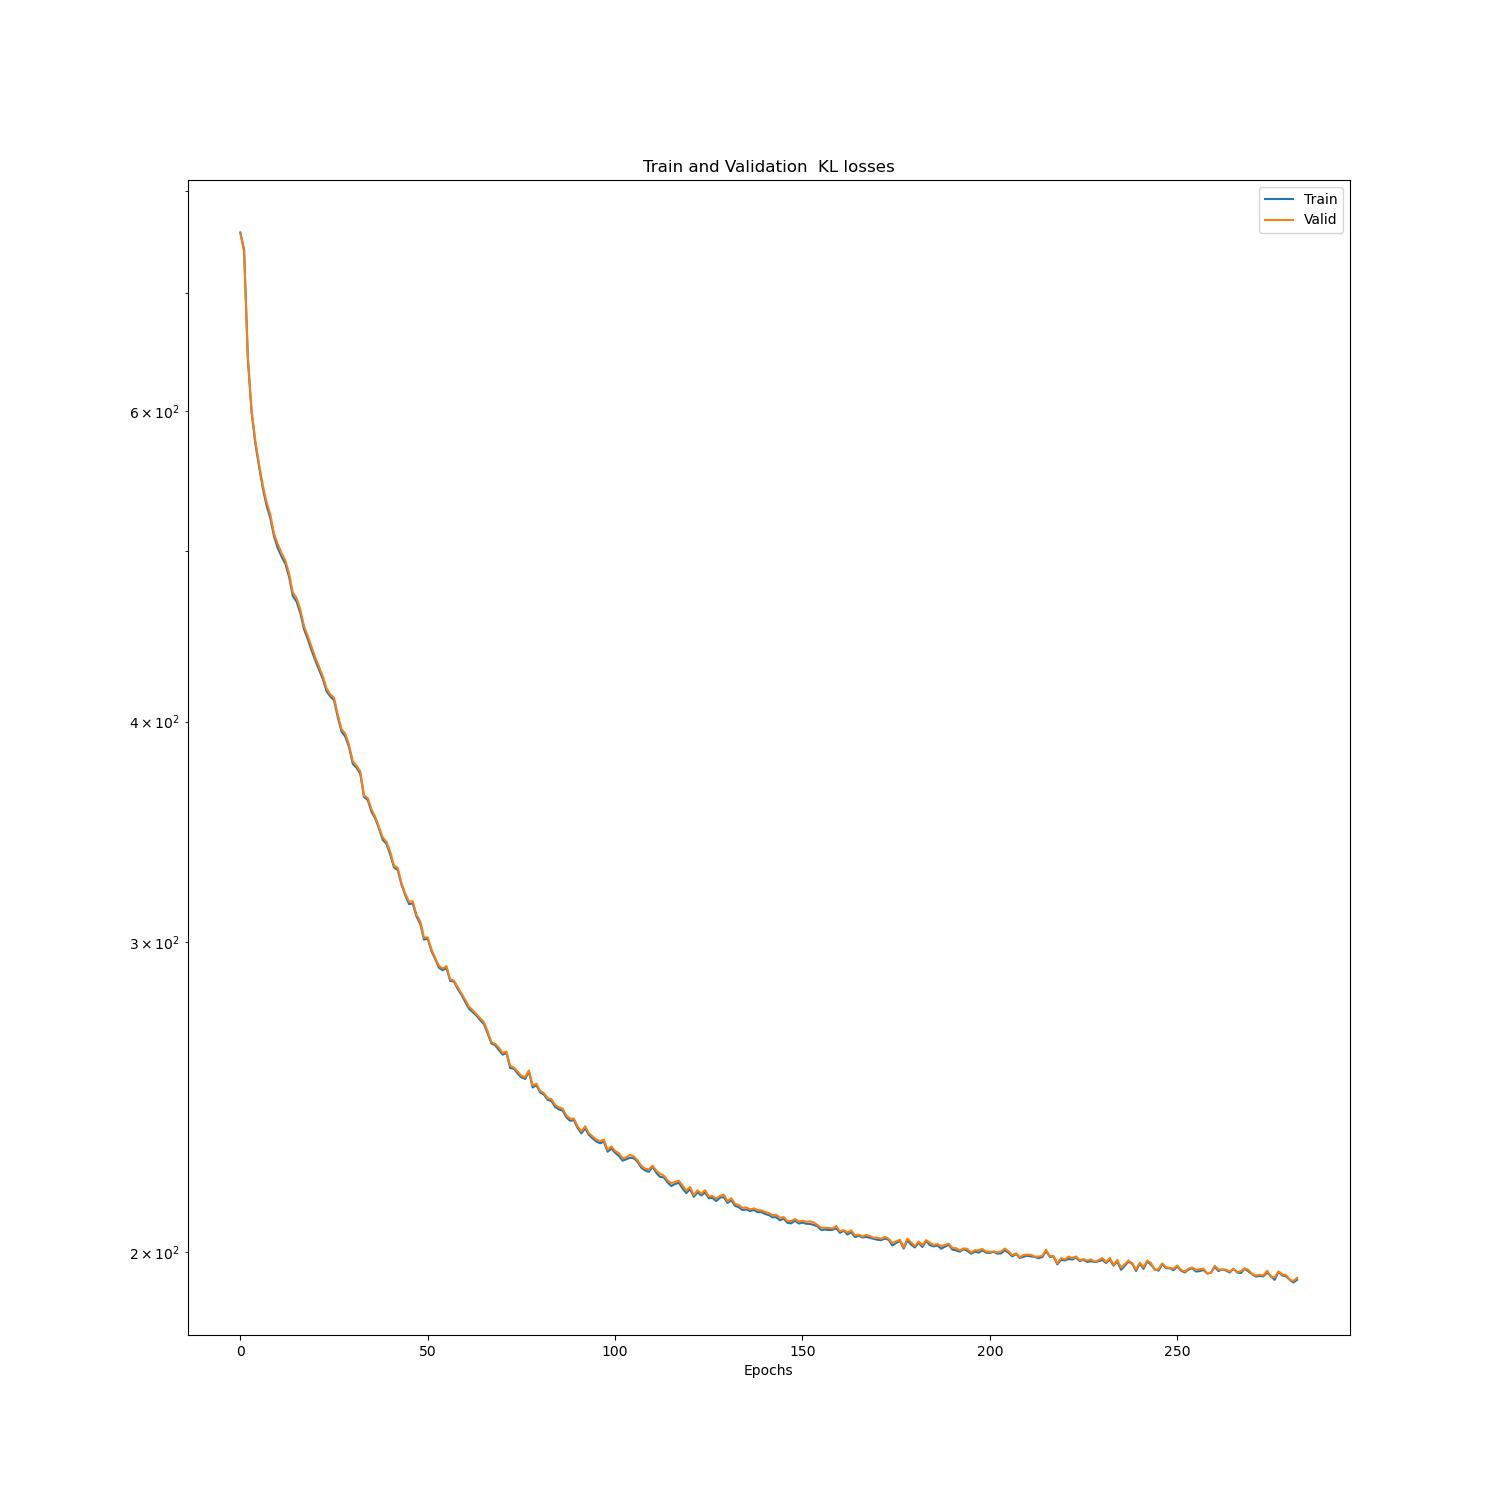 Train and Validation  KL losses
Train
Valid
6 × 10²
4 × 10²
3 × 10²
2 × 10²
0 50 100 150 200 250
Epochs